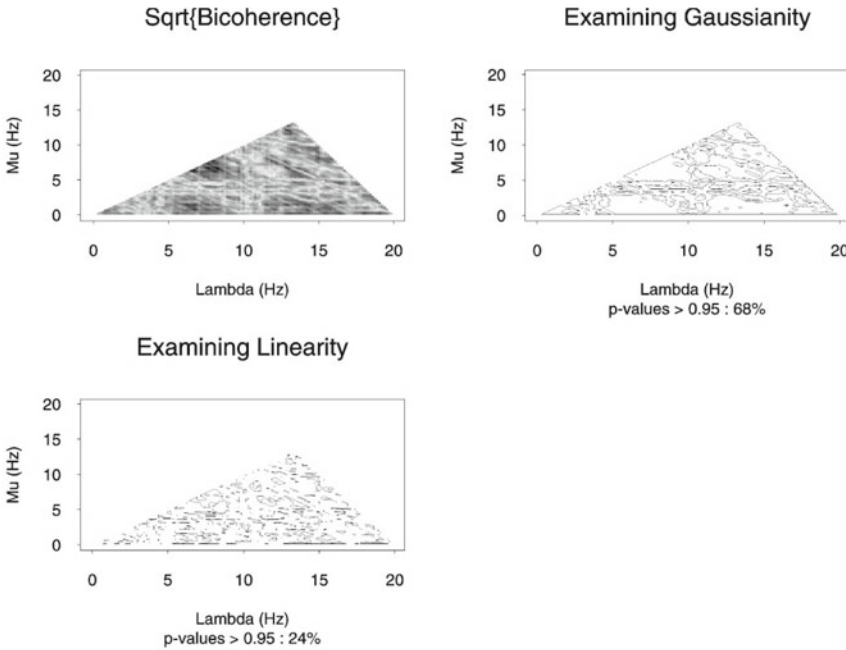 Sqrt{Bicoherence}
20
15
10
5
0
Mu (Hz)
0 5 10 15 20
Lambda (Hz)
Examining Gaussianity
20
15
10
5
0
Mu (Hz)
0 5 10 15 20
Lambda (Hz)
p-values > 0.95 : 68%
Examining Linearity
20
15
10
5
0
Mu (Hz)
0 5 10 15 20
Lambda (Hz)
p-values > 0.95 : 24%